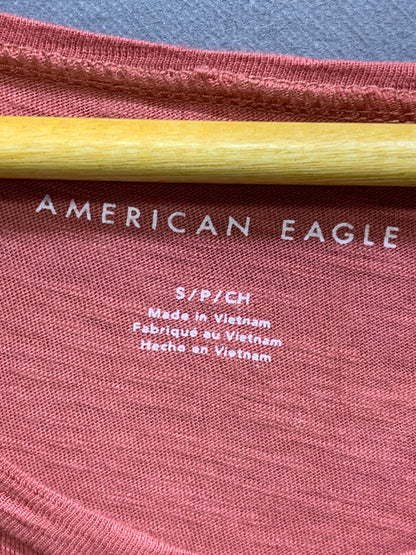 AMERICAN EAGLE
S/P/CH
Made in Vietnam
Fabriqué au Vietnam
Hecho en Vietnam